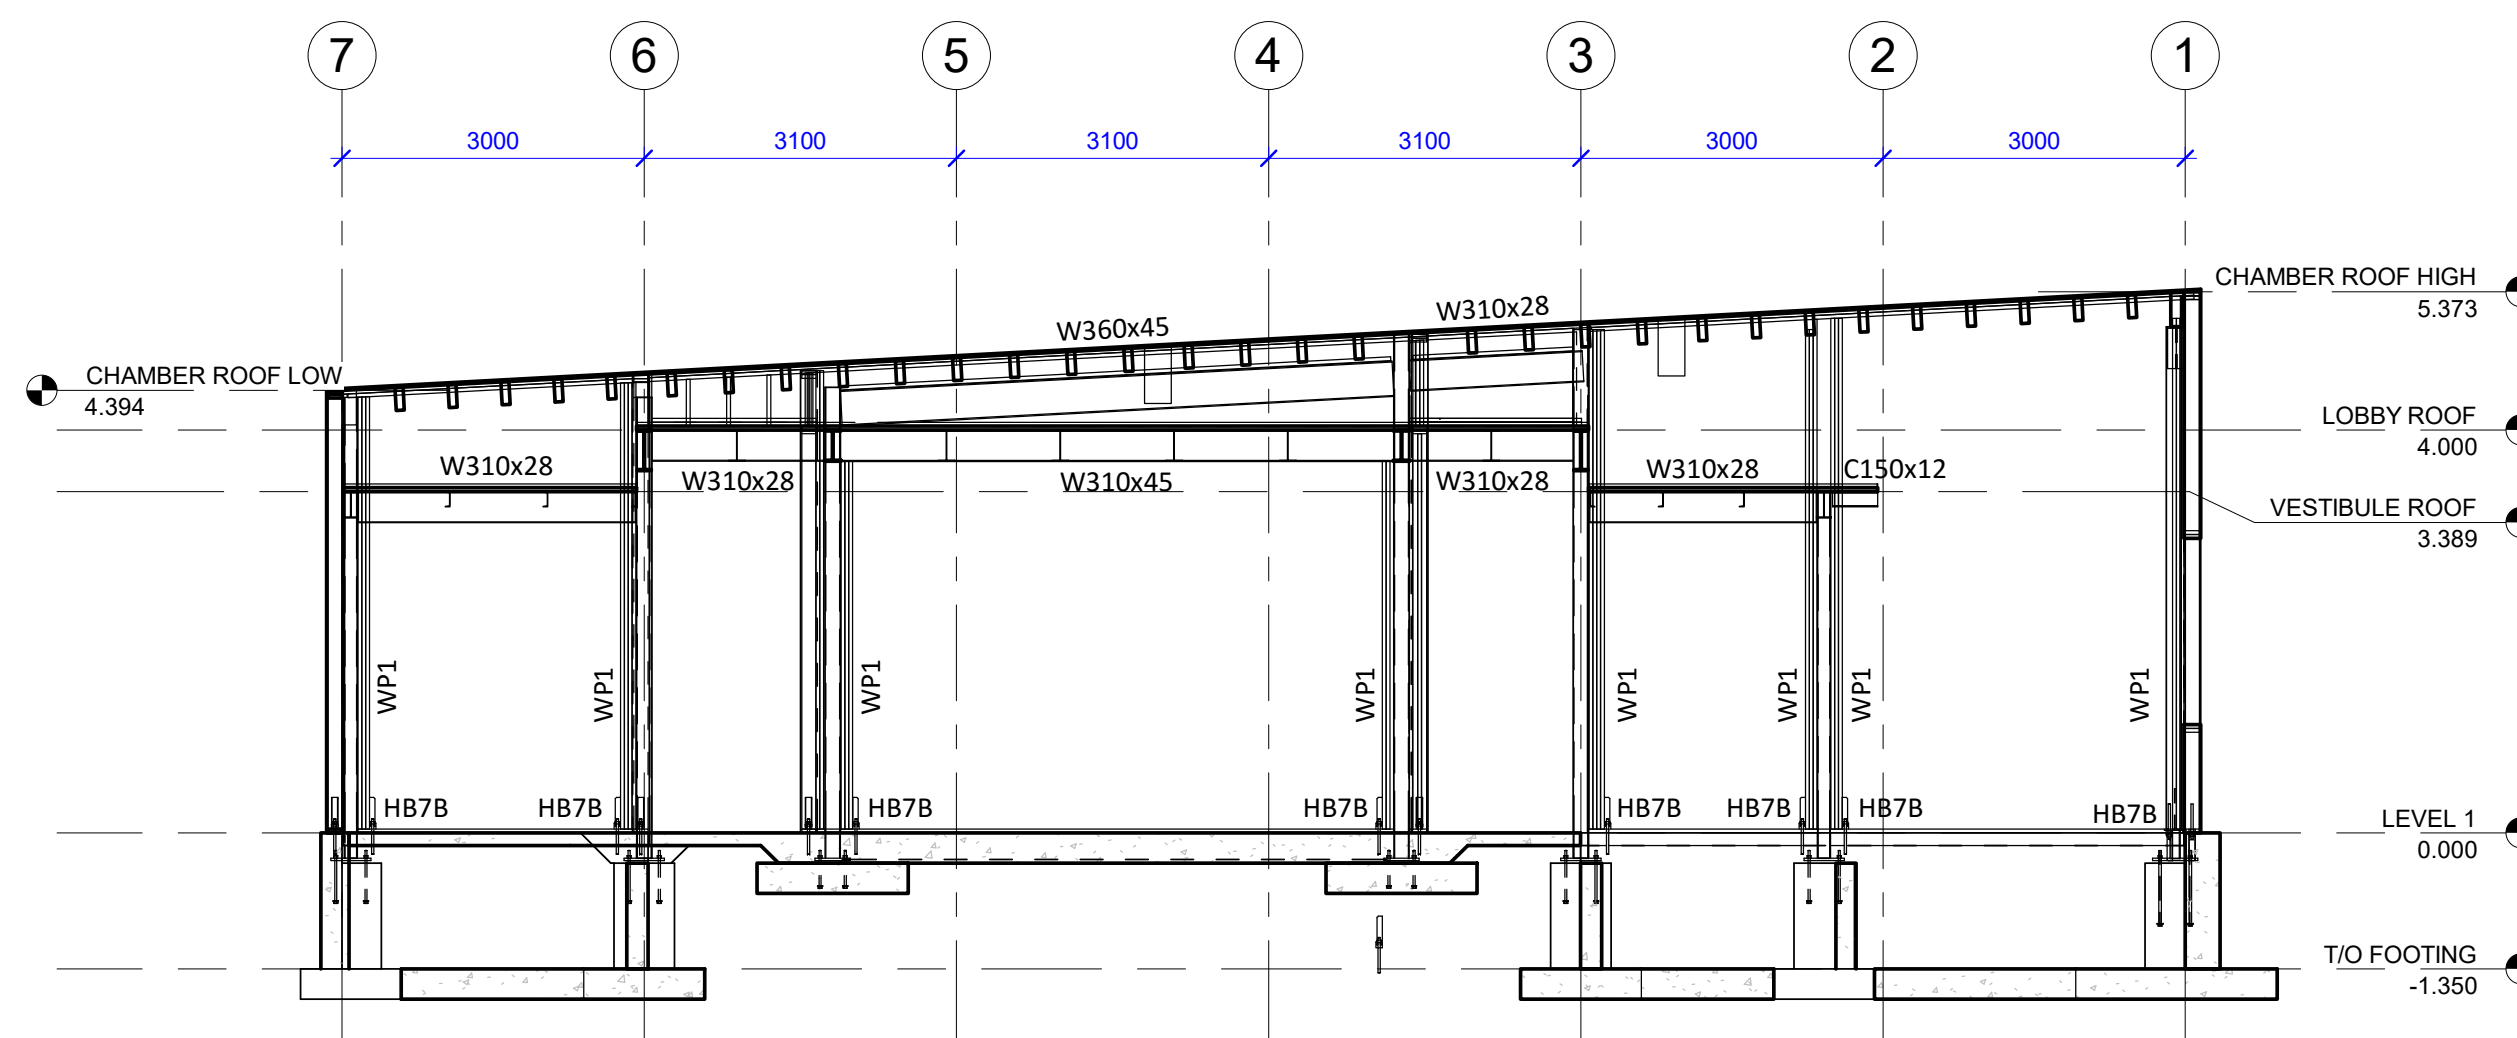 7 6 5 4 3 2 1
3000 3100 3100 3100 3000 3000
CHAMBER ROOF HIGH
5.373
W360x45 W310x28
CHAMBER ROOF LOW
4.394
LOBBY ROOF
4.000
W310x28 W310x28 W310x45 W310x28 W310x28 C150x12
VESTIBULE ROOF
3.389
WP1 WP1 WP1 WP1 WP1 WP1 WP1 WP1
HB7B HB7B HB7B HB7B HB7B HB7B HB7B HB7B
LEVEL 1
0.000
T/O FOOTING
-1.350